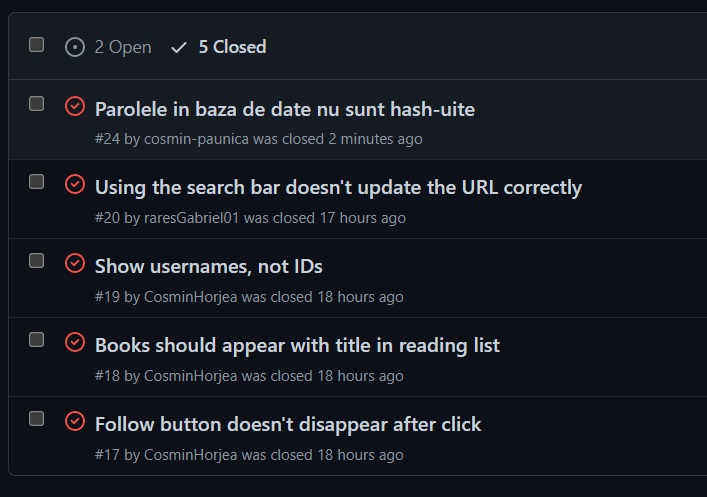 2 Open 5 Closed
Parolele in baza de date nu sunt hash-uite
#24 by cosmin-paunica was closed 2 minutes ago
Using the search bar doesn't update the URL correctly
#20 by raresGabriel01 was closed 17 hours ago
Show usernames, not IDs
#19 by CosminHorjea was closed 18 hours ago
Books should appear with title in reading list
#18 by CosminHorjea was closed 18 hours ago
Follow button doesn't disappear after click
#17 by CosminHorjea was closed 18 hours ago